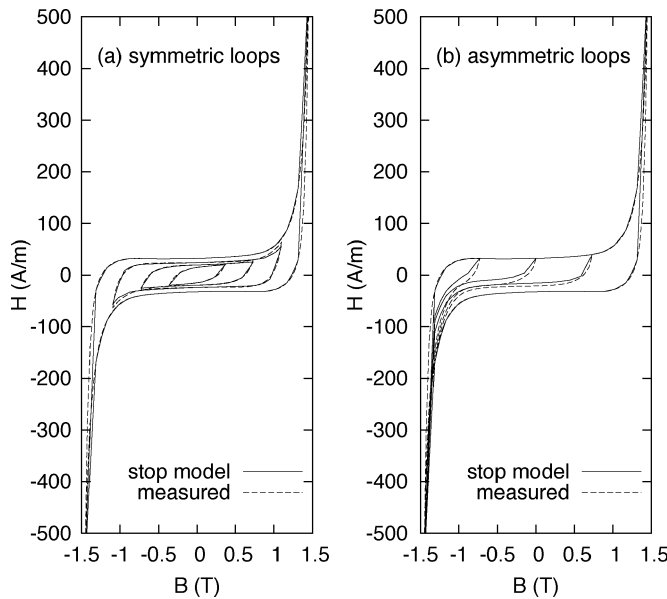 (a) symmetric loops
H (A/m)
500
400
300
200
100
0
-100
-200
-300
-400
-500
stop model
measured
-1.5 -1 -0.5 0 0.5 1 1.5
B (T)
(b) asymmetric loops
H (A/m)
500
400
300
200
100
0
-100
-200
-300
-400
-500
stop model
measured
-1.5 -1 -0.5 0 0.5 1 1.5
B (T)